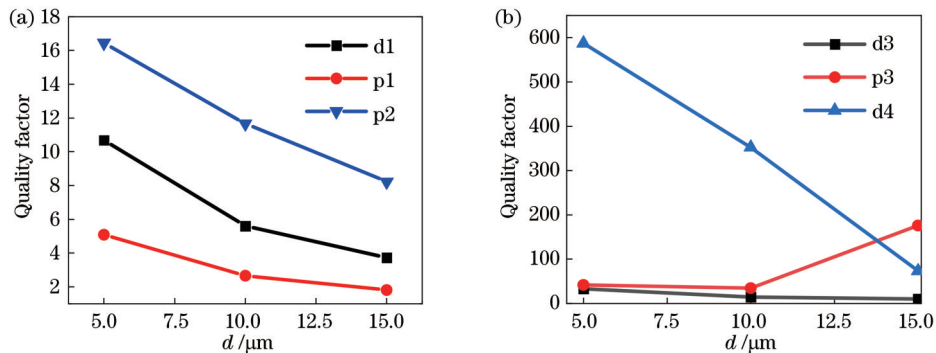 (a)
18
16
14
12
10
8
6
4
2
Quality factor
d1
p1
p2
5.0
7.5
10.0
12.5
15.0
d /μm
(b)
600
500
400
300
200
100
0
Quality factor
d3
p3
d4
5.0
7.5
10.0
12.5
15.0
d /μm